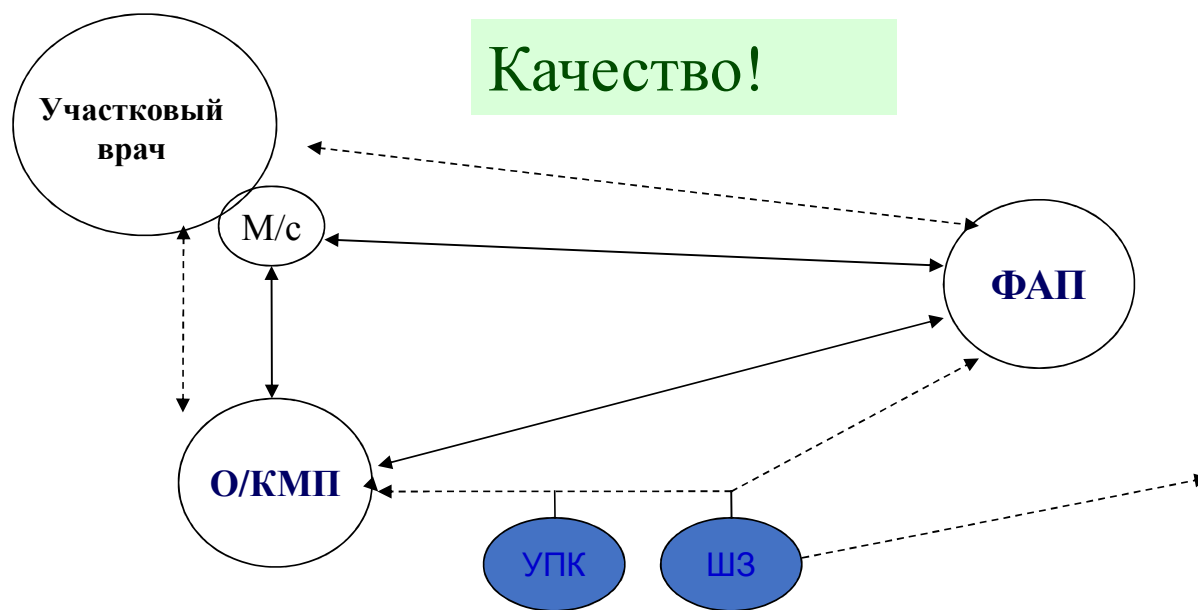 Качество!
Участковый
врач
М/с
ФАП
О/КМП
УПК
ШЗ